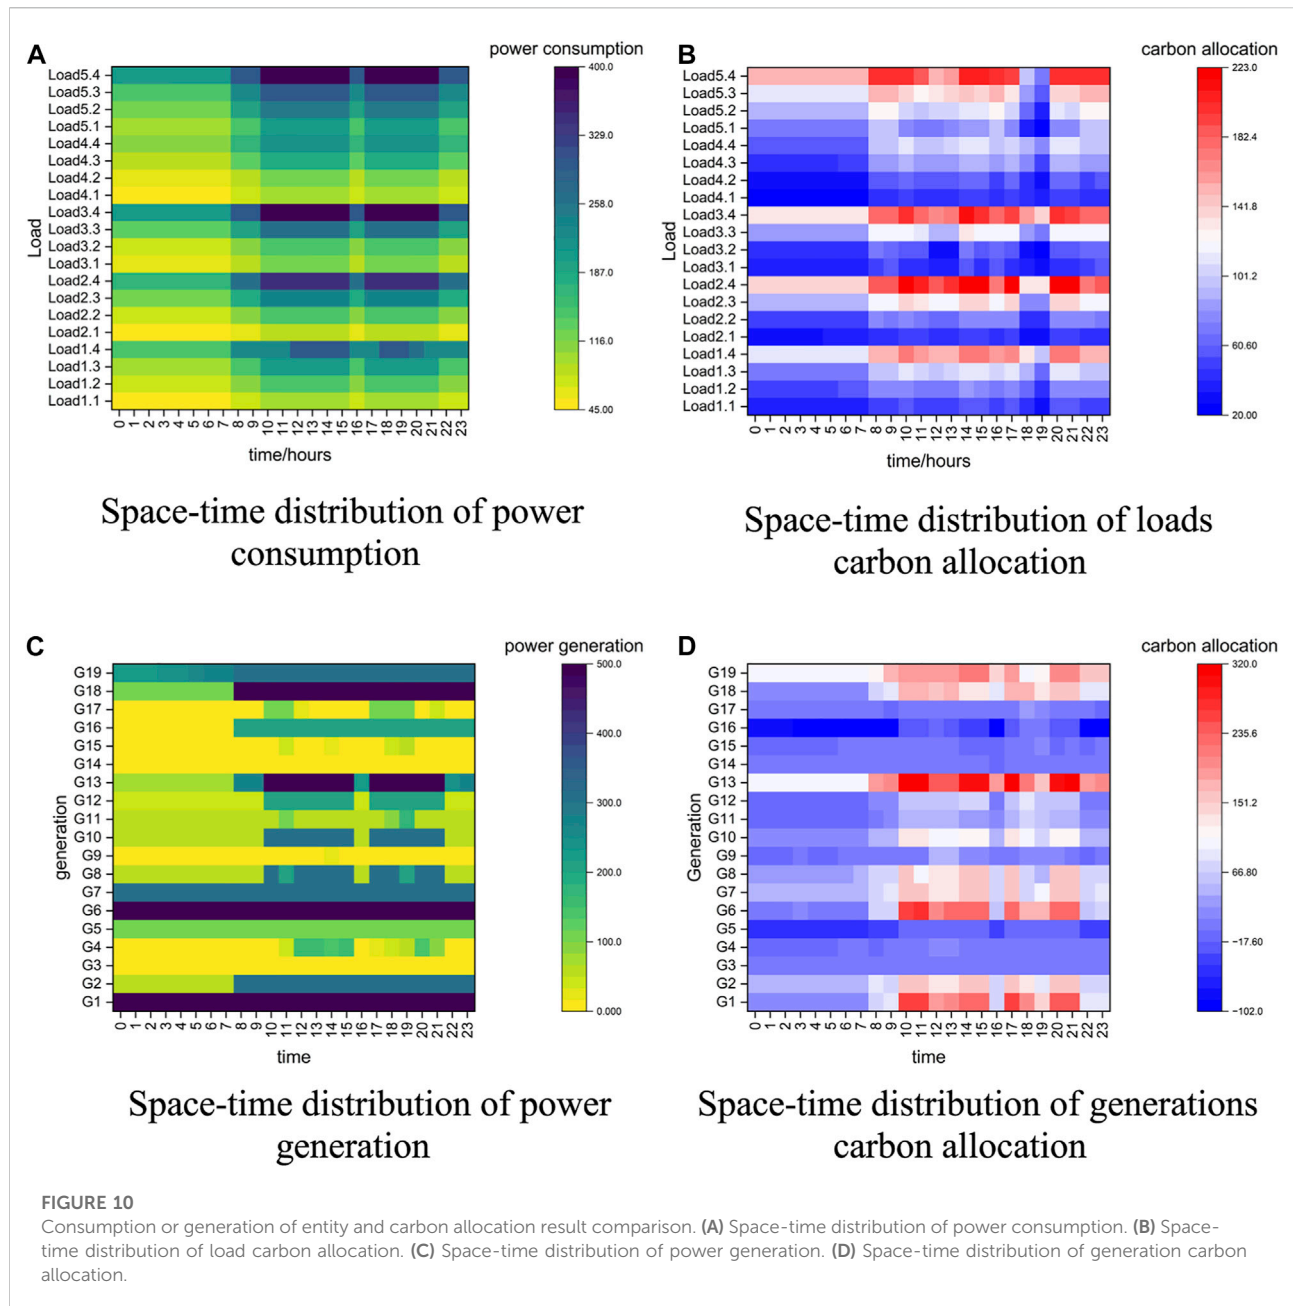 A
power consumption
Load5.4
Load5.3
Load5.2
Load5.1
Load4.4
Load4.3
Load4.2
Load4.1
Load3.4
Load3.3
Load3.2
Load3.1
Load2.4
Load2.3
Load2.2
Load2.1
Load1.4
Load1.3
Load1.2
Load1.1
Load
0 1 2 3 4 5 6 7 8 9 10 11 12 13 14 15 16 17 18 19 20 21 22 23
time/hours
400.0
329.0
258.0
187.0
116.0
45.00
Space-time distribution of power
consumption
B
carbon allocation
Load5.4
Load5.3
Load5.2
Load5.1
Load4.4
Load4.3
Load4.2
Load4.1
Load3.4
Load3.3
Load3.2
Load3.1
Load2.4
Load2.3
Load2.2
Load2.1
Load1.4
Load1.3
Load1.2
Load1.1
Load
0 1 2 3 4 5 6 7 8 9 10 11 12 13 14 15 16 17 18 19 20 21 22 23
time/hours
223.0
182.4
141.8
101.2
60.60
20.00
Space-time distribution of loads
carbon allocation
C
power generation
G19
G18
G17
G16
G15
G14
G13
G12
G11
G10
G9
G8
G7
G6
G5
G4
G3
G2
G1
generation
0 1 2 3 4 5 6 7 8 9 10 11 12 13 14 15 16 17 18 19 20 21 22 23
time
500.0
400.0
300.0
200.0
100.0
0.000
Space-time distribution of power
generation
D
carbon allocation
G19
G18
G17
G16
G15
G14
G13
G12
G11
G10
G9
G8
G7
G6
G5
G4
G3
G2
G1
Generation
0 1 2 3 4 5 6 7 8 9 10 11 12 13 14 15 16 17 18 19 20 21 22 23
time
320.0
235.6
151.2
66.80
−17.60
−102.0
Space-time distribution of generations
carbon allocation
FIGURE 10
Consumption or generation of entity and carbon allocation result comparison. (A) Space-time distribution of power consumption. (B) Space-
time distribution of load carbon allocation. (C) Space-time distribution of power generation. (D) Space-time distribution of generation carbon
allocation.